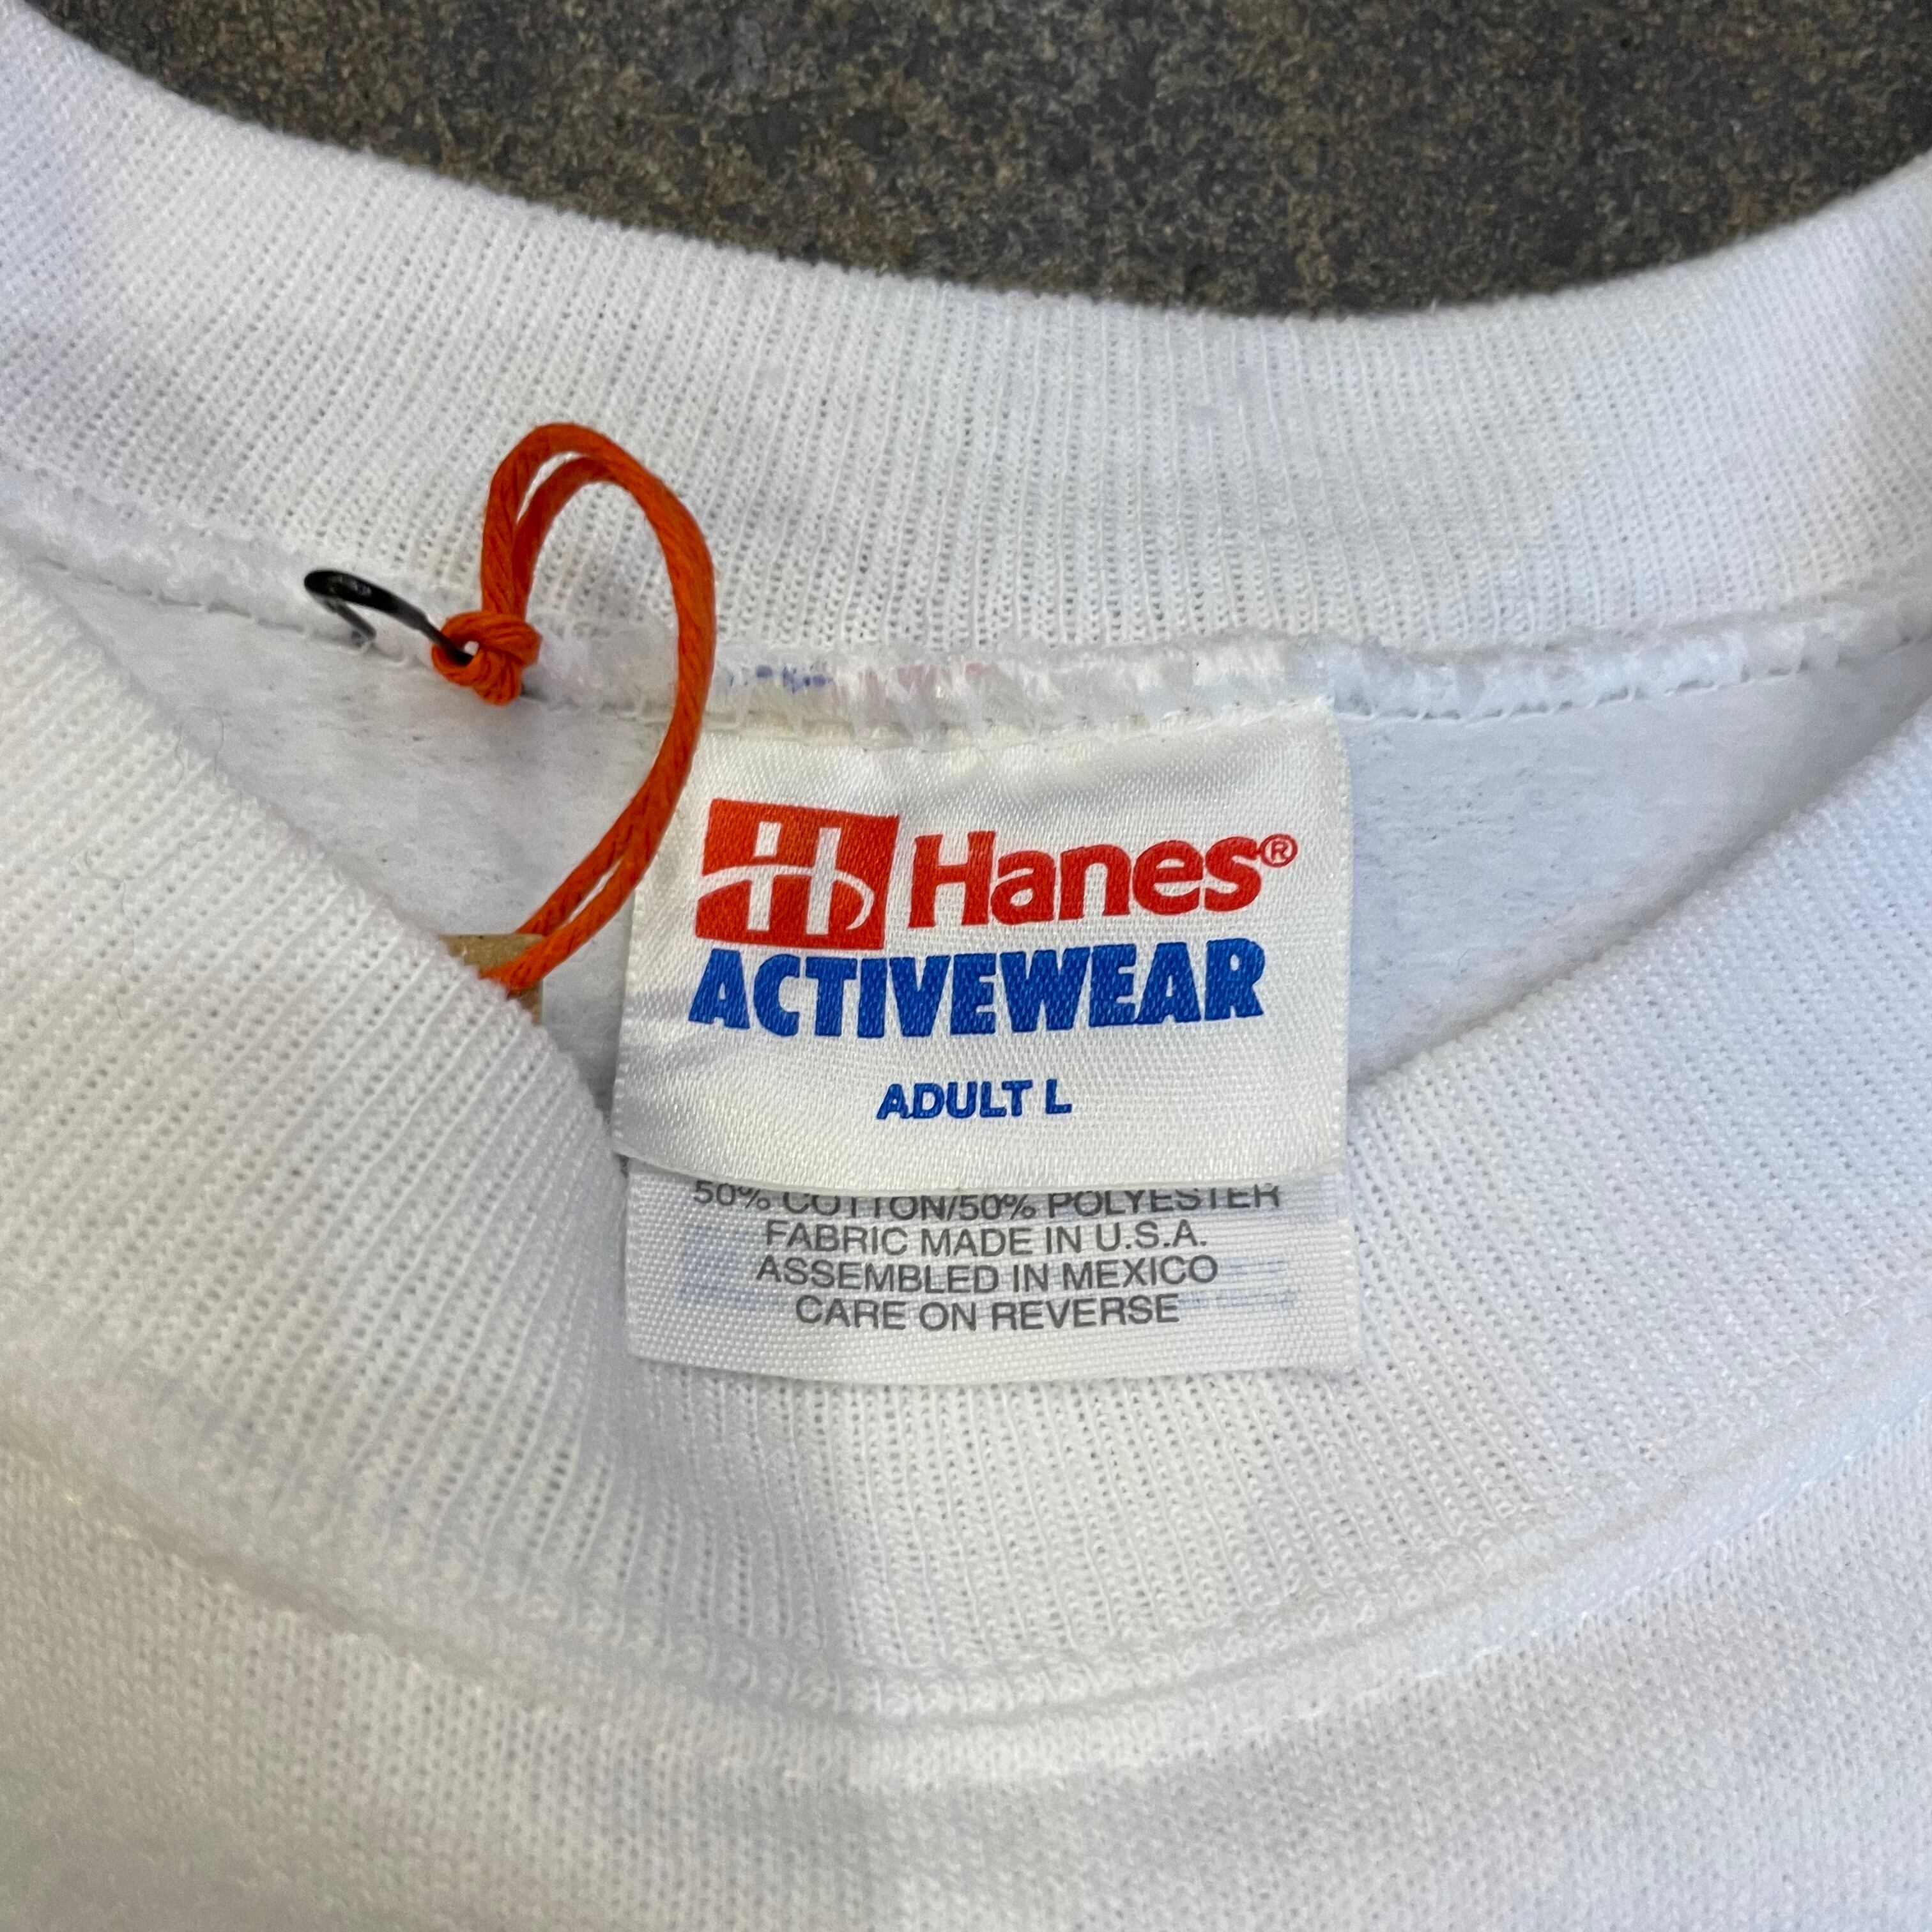 H Hanes®
ACTIVEWEAR
ADULT L
50% COTTON/50% POLYESTER
FABRIC MADE IN U.S.A.
ASSEMBLED IN MEXICO
CARE ON REVERSE